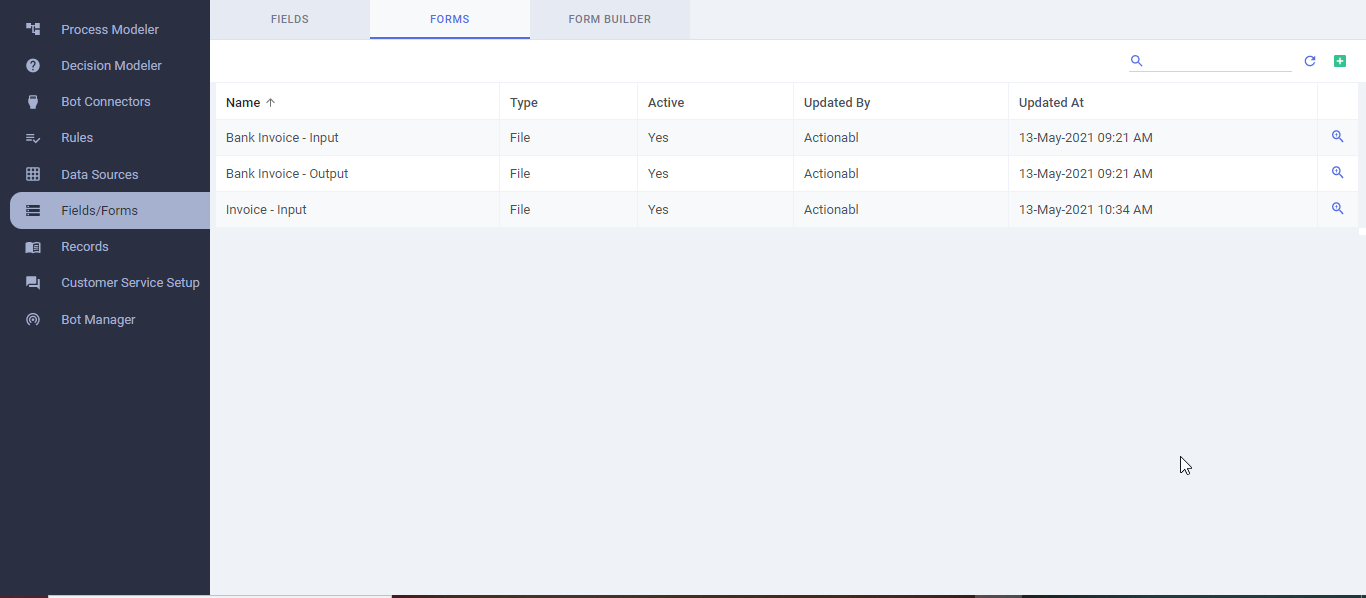 Process Modeler
Decision Modeler
Bot Connectors
Rules
Data Sources
Fields/Forms
Records
Customer Service Setup
Bot Manager
FIELDS FORMS FORM BUILDER
Name Type Active Updated By Updated At
Bank Invoice - Input File Yes Actionabl 13-May-2021 09:21 AM
Bank Invoice - Output File Yes Actionabl 13-May-2021 09:21 AM
Invoice - Input File Yes Actionabl 13-May-2021 10:34 AM